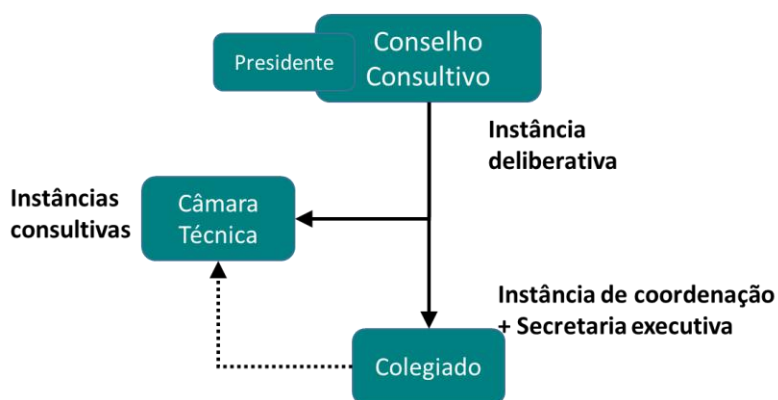 Conselho
Consultivo
Presidente
Instância
deliberativa
Instâncias
consultivas
Câmara
Técnica
Instância de coordenação
+ Secretaria executiva
Colegiado